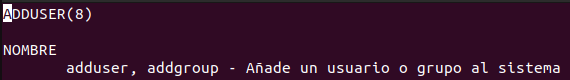 ADDUSER(8)
NOMBRE
adduser, addgroup - Añade un usuario o grupo al sistema